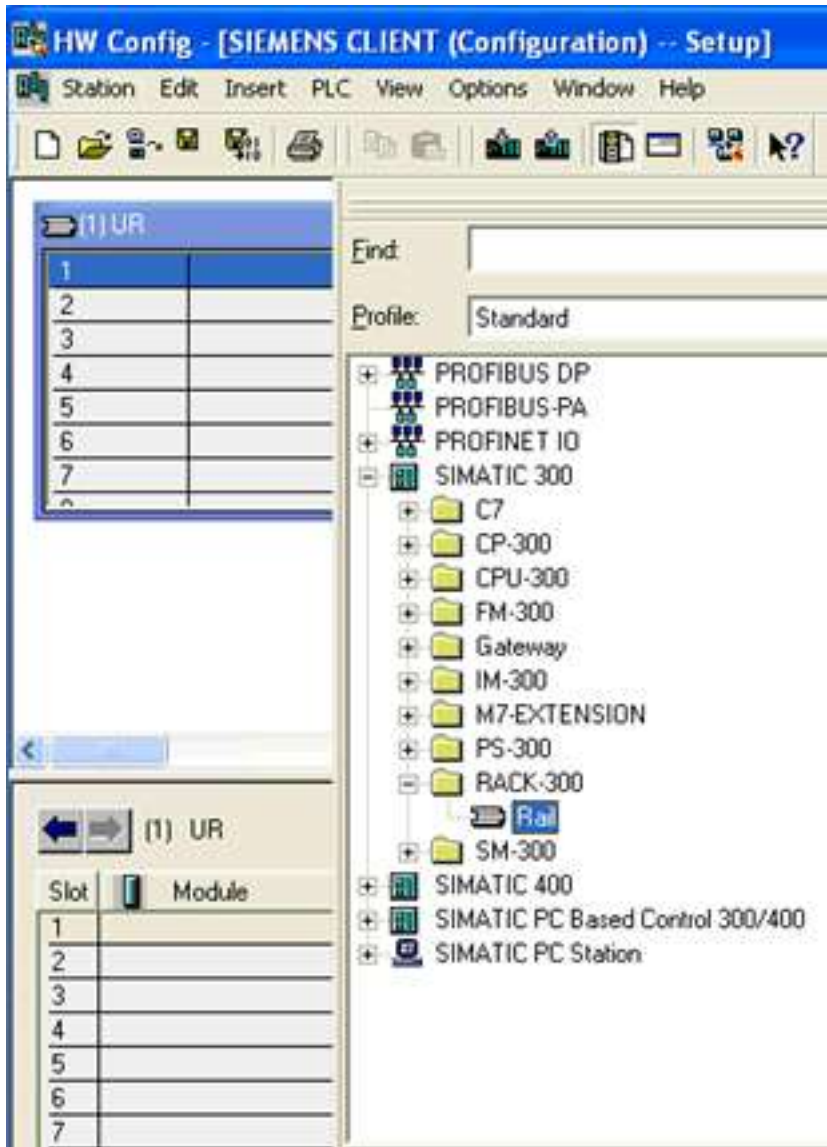 HW Config - [SIEMENS CLIENT (Configuration) -- Setup]
Station Edit Insert PLC View Options Window Help
(1) UR
1
2
3
4
5
6
7
Find:
Profile: Standard
PROFIBUS DP
PROFIBUS-PA
PROFINET IO
SIMATIC 300
C7
CP-300
CPU-300
FM-300
Gateway
IM-300
M7-EXTENSION
PS-300
RACK-300
Rail
SM-300
SIMATIC 400
SIMATIC PC Based Control 300/400
SIMATIC PC Station
(1) UR
Slot Module
1
2
3
4
5
6
7